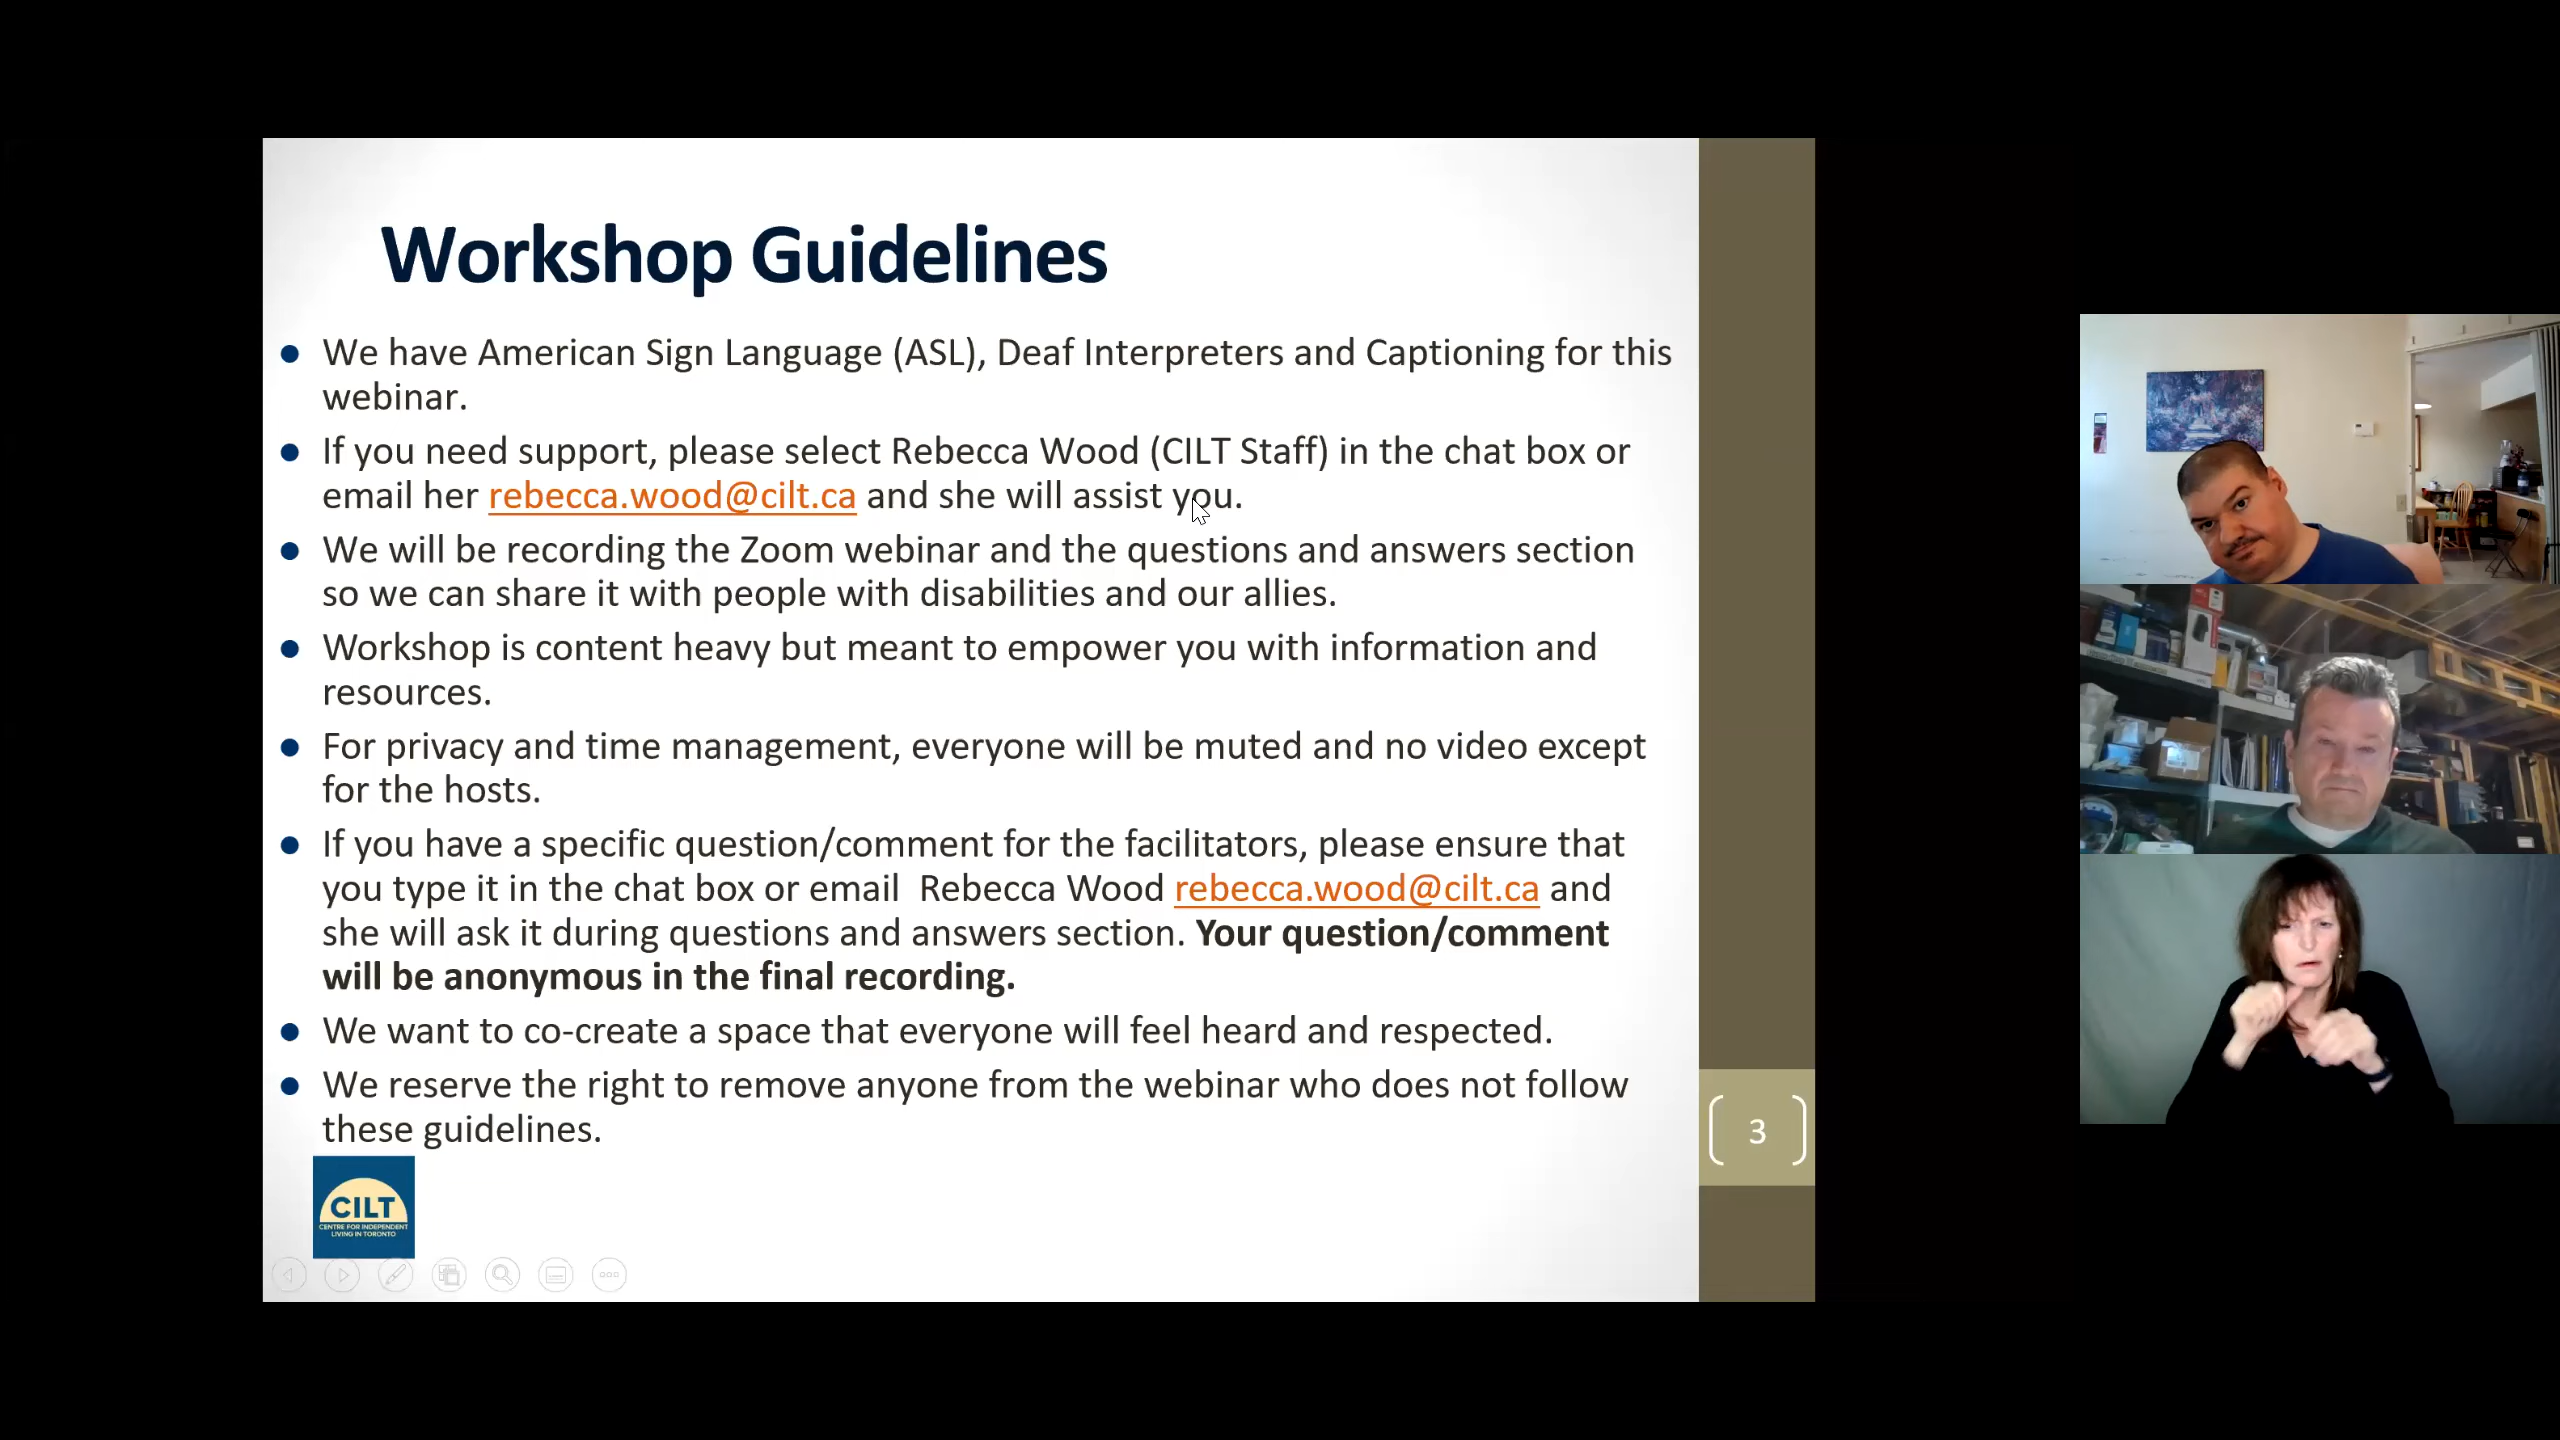 Workshop Guidelines
We have American Sign Language (ASL), Deaf Interpreters and Captioning for this
webinar.
If you need support, please select Rebecca Wood (CILT Staff) in the chat box or
email her rebecca.wood@cilt.ca and she will assist you.
We will be recording the Zoom webinar and the questions and answers section
so we can share it with people with disabilities and our allies.
Workshop is content heavy but meant to empower you with information and
resources.
For privacy and time management, everyone will be muted and no video except
for the hosts.
If you have a specific question/comment for the facilitators, please ensure that
you type it in the chat box or email  Rebecca Wood rebecca.wood@cilt.ca and
she will ask it during questions and answers section. Your question/comment
will be anonymous in the final recording.
We want to co-create a space that everyone will feel heard and respected.
We reserve the right to remove anyone from the webinar who does not follow
these guidelines.
3
CILT
CENTRE FOR INDEPENDENT
LIVING IN TORONTO